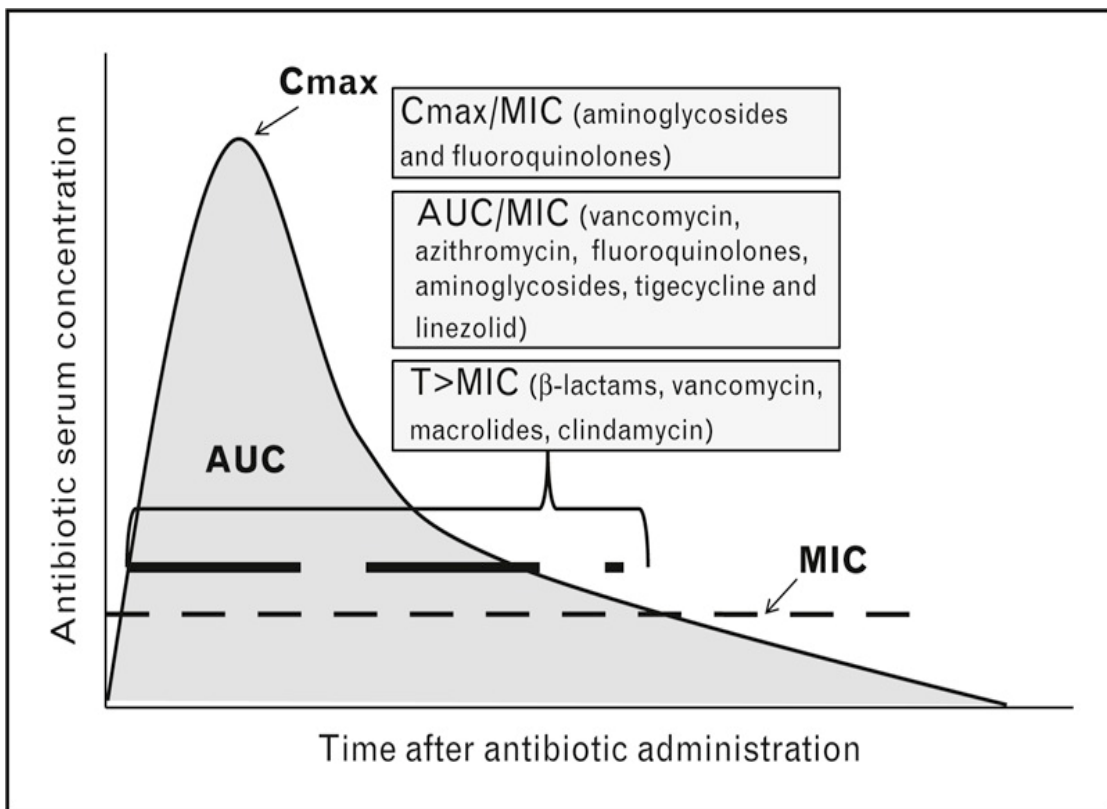 Cmax
Cmax/MIC (aminoglycosides
and fluoroquinolones)
AUC/MIC (vancomycin,
azithromycin, fluoroquinolones,
aminoglycosides, tigecycline and
linezolid)
T>MIC (β-lactams, vancomycin,
macrolides, clindamycin)
AUC
MIC
Antibiotic serum concentration
Time after antibiotic administration